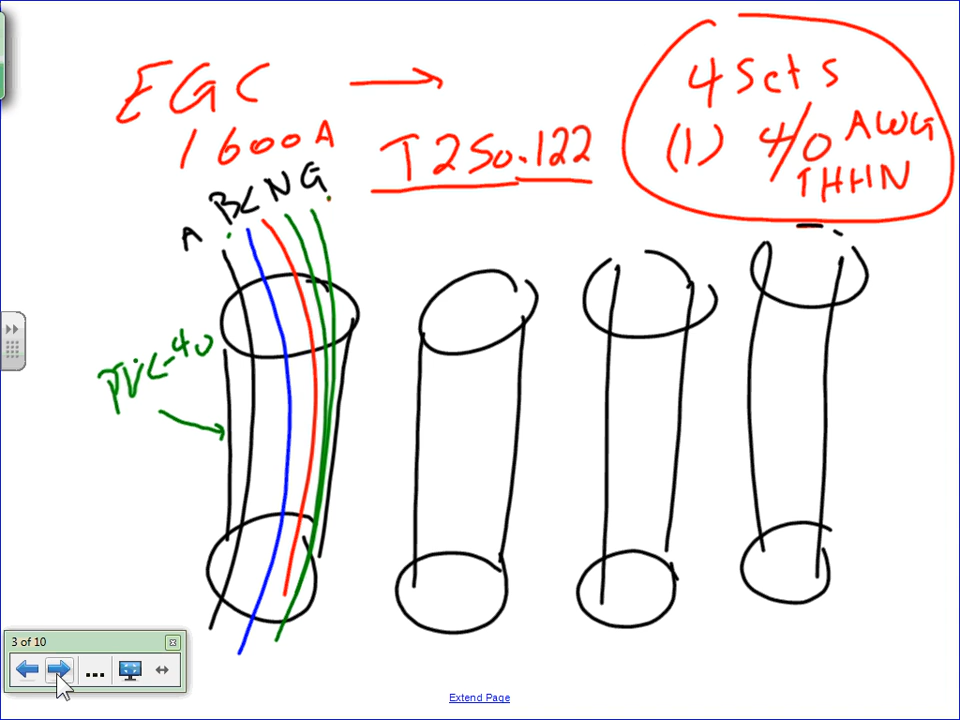 EGC →
1600A
T250.122
4 Sets
(1) 4/0 AWG
THHN
A B C N G
PVC-40
3 of 10
...
Extend Page